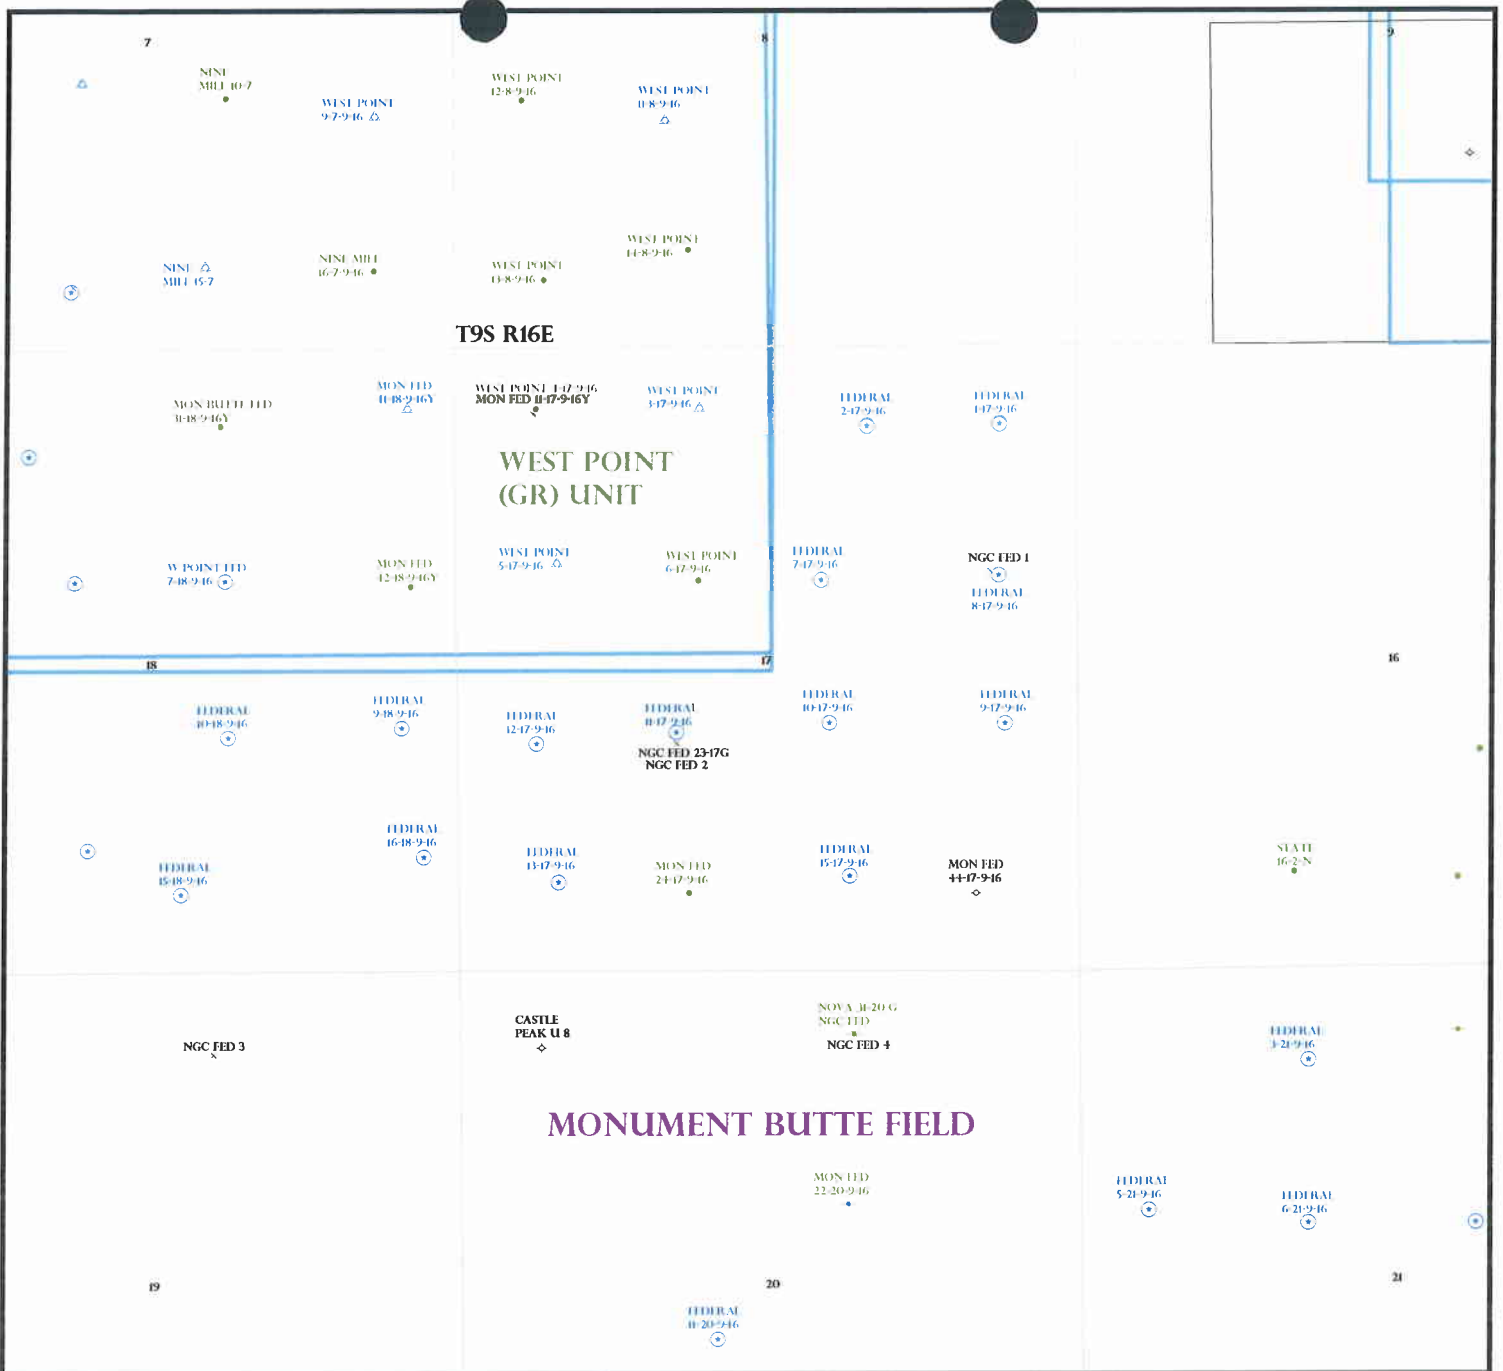 7
8
9
NINE
MILE 10-7
WEST POINT
9-7-9-16
WEST POINT
12-8-9-16
WEST POINT
11-8-9-16
NINE
MILE 15-7
NINE MILE
16-7-9-16
WEST POINT
13-8-9-16
WEST POINT
14-8-9-16
T9S R16E
MON BUTTE FED
31-18-9-16Y
MON FED
11-18-9-16Y
WEST POINT 4-17-9-16
MON FED 11-17-9-16Y
WEST POINT
3-17-9-16
FEDERAL
2-17-9-16
FEDERAL
1-17-9-16
WEST POINT
(GR) UNIT
W POINT FED
7-18-9-16
MON FED
42-18-9-16Y
WEST POINT
5-17-9-16
WEST POINT
6-17-9-16
FEDERAL
7-17-9-16
NGC FED 1
FEDERAL
8-17-9-16
18
17
16
FEDERAL
10-18-9-16
FEDERAL
9-18-9-16
FEDERAL
12-17-9-16
FEDERAL
11-17-9-16
NGC FED 23-17G
NGC FED 2
FEDERAL
10-17-9-16
FEDERAL
9-17-9-16
FEDERAL
15-18-9-16
FEDERAL
16-18-9-16
FEDERAL
13-17-9-16
MON FED
24-17-9-16
FEDERAL
15-17-9-16
MON FED
44-17-9-16
STATE
16-2-N
NGC FED 3
CASTLE
PEAK U 8
NOVA 31-20 G
NGC FED
NGC FED 4
FEDERAL
3-21-9-16
MONUMENT BUTTE FIELD
MON FED
22-20-9-16
FEDERAL
5-21-9-16
FEDERAL
6-21-9-16
19
20
21
FEDERAL
11-20-9-16